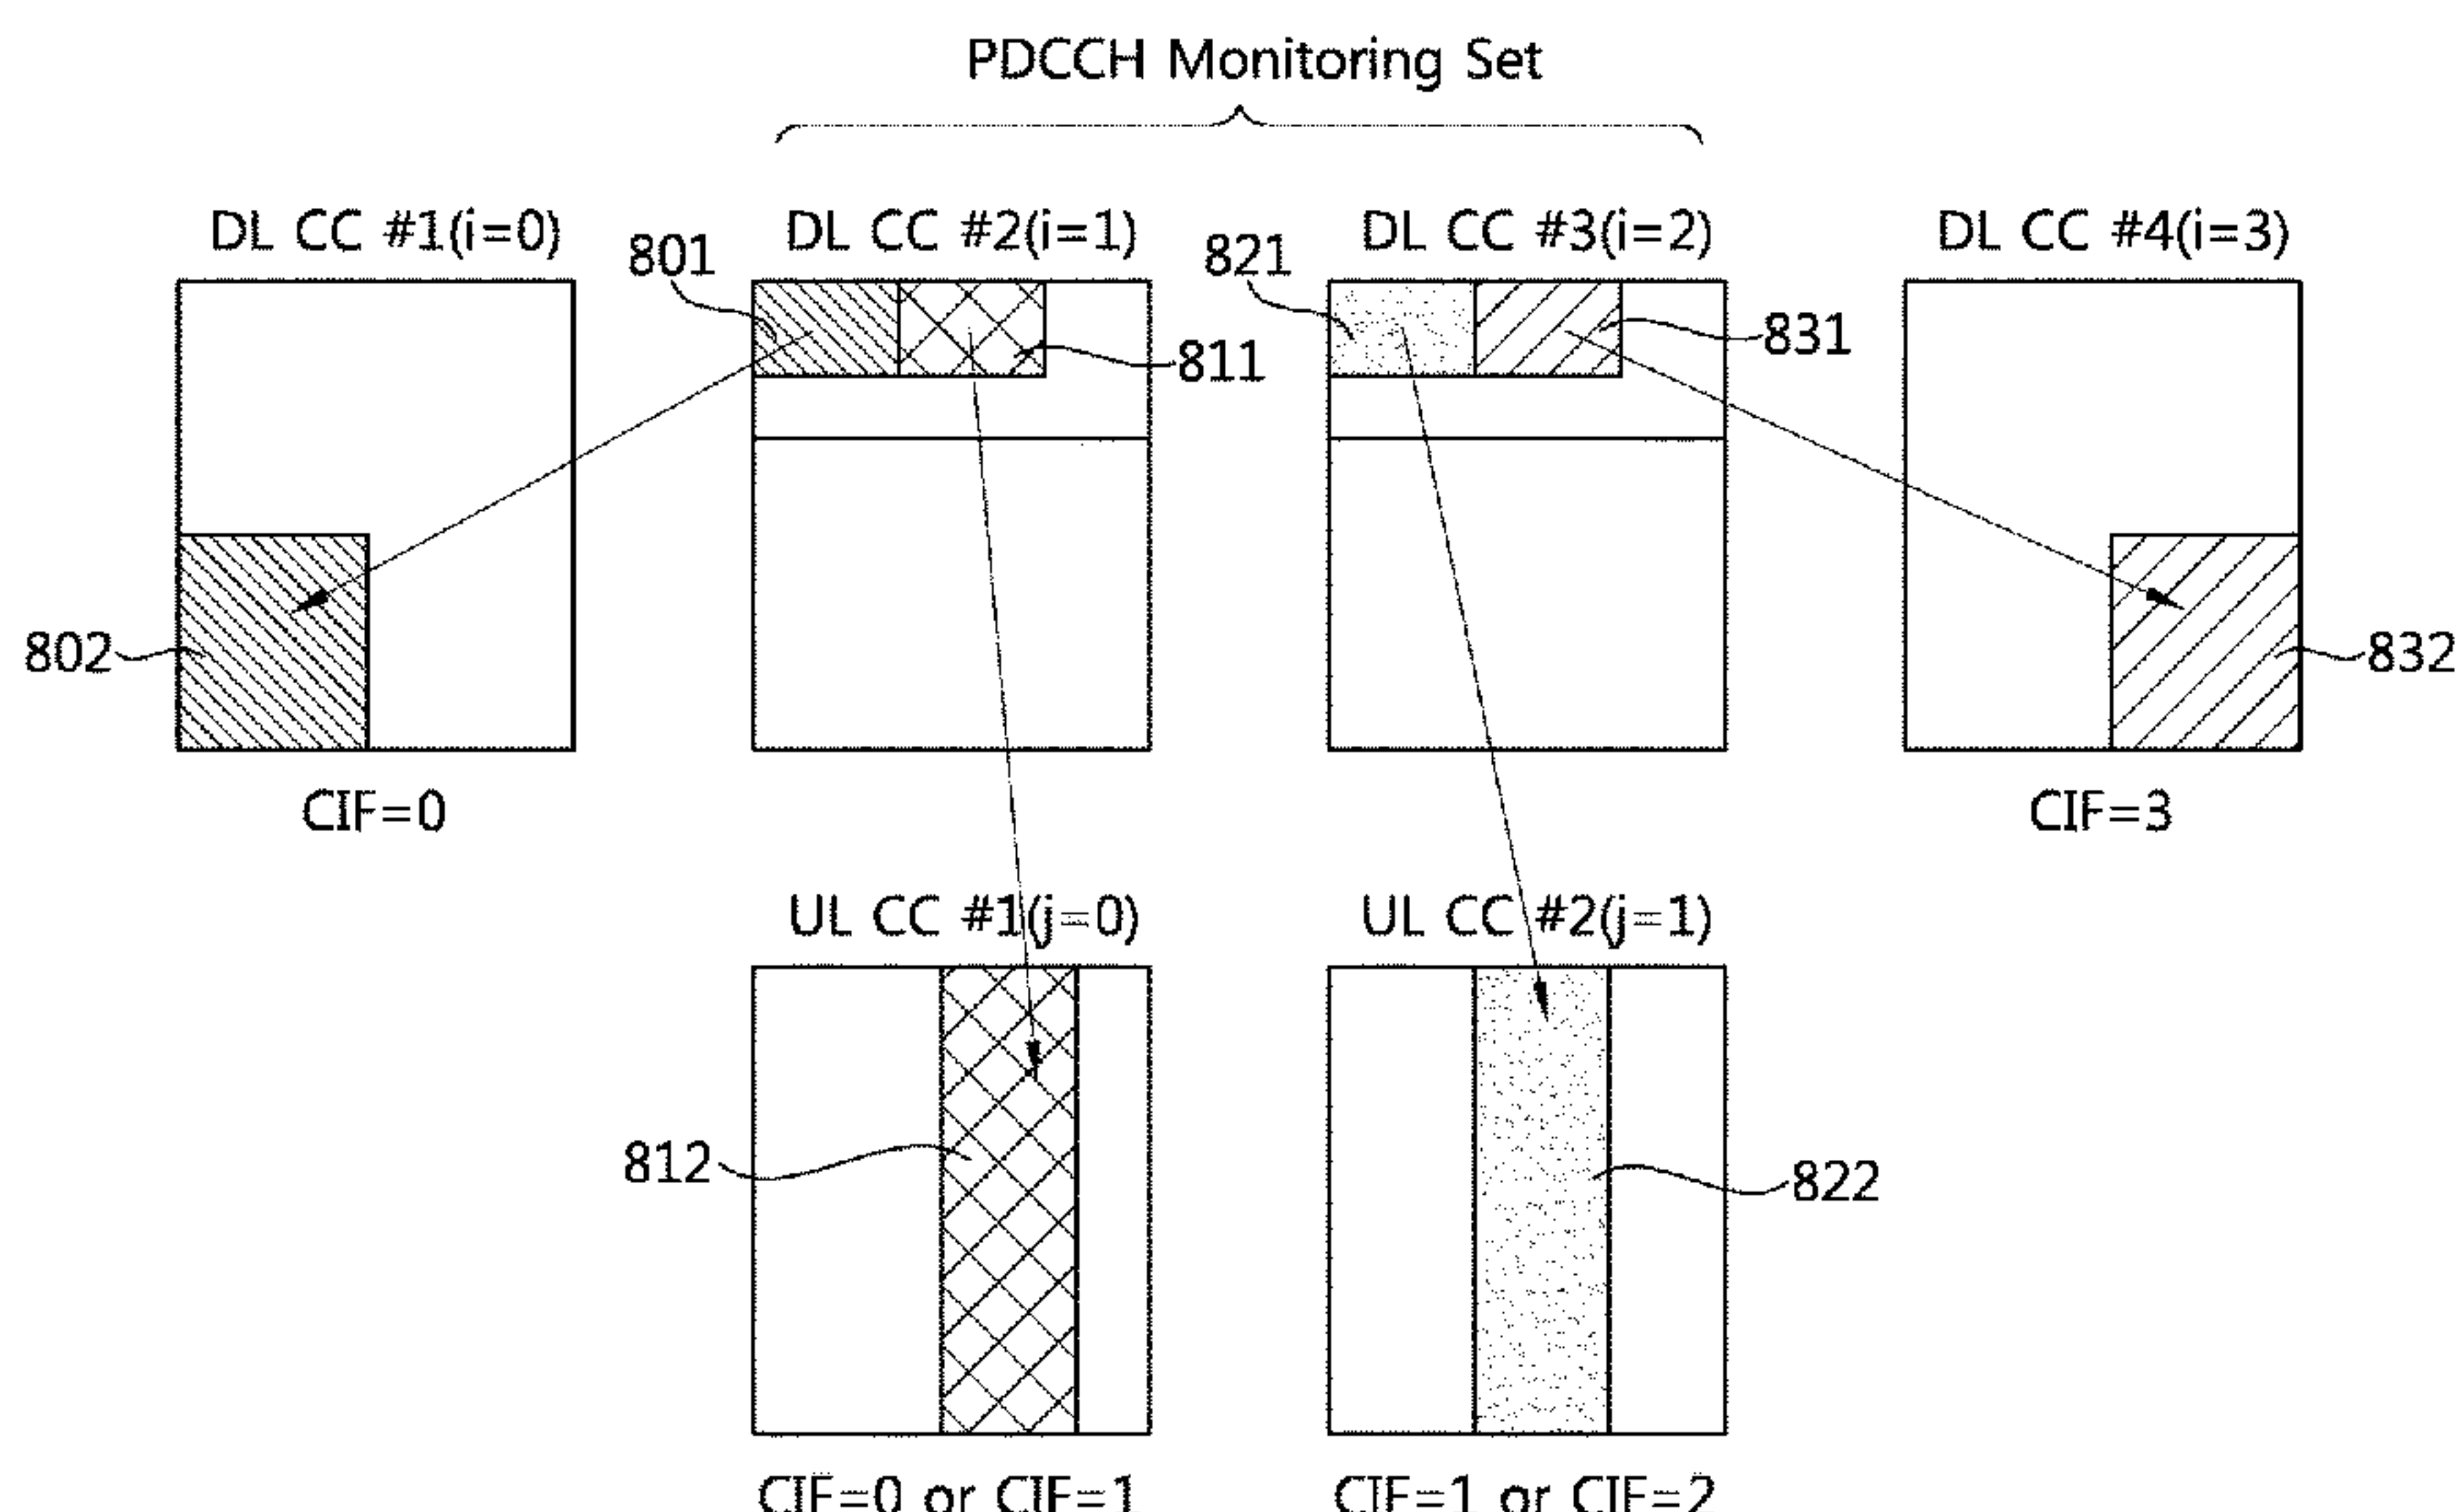 PDCCH Monitoring Set
DL CC #1(i=0)
DL CC #2(i=1)
DL CC #3(i=2)
DL CC #4(i=3)
801
821
811
831
802
832
CIF=0
CIF=3
UL CC #1(j=0)
UL CC #2(j=1)
812
822
CIF=0 or CIF=1
CIF=1 or CIF=2